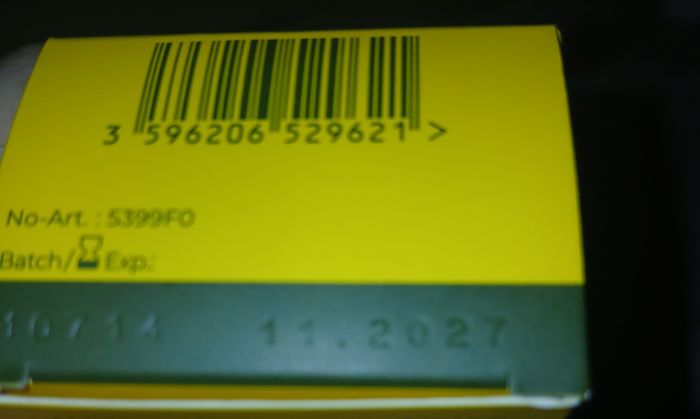 3 596206 529621 >
No-Art. : 5399F0
Batch/ Exp.:
10714 11.2027